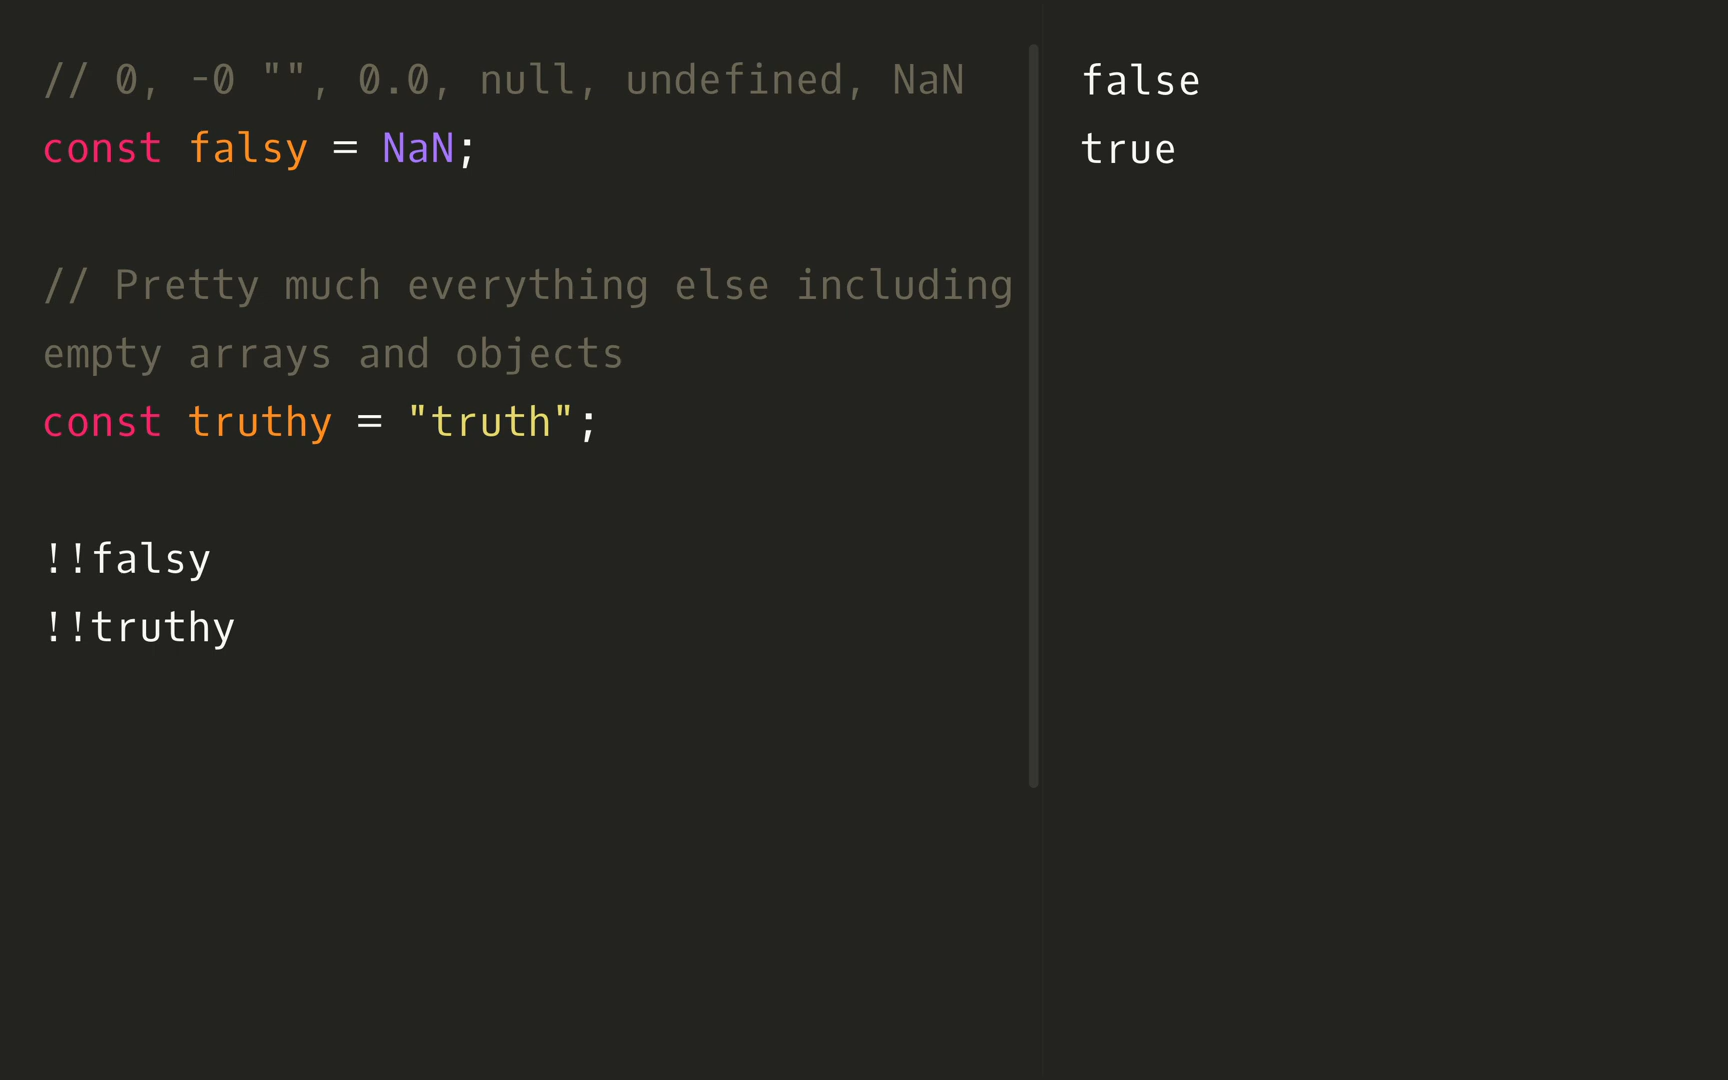 // 0, -0 "", 0.0, null, undefined, NaN
const falsy = NaN;
// Pretty much everything else including
empty arrays and objects
const truthy = "truth";
!!falsy
!!truthy
false
true